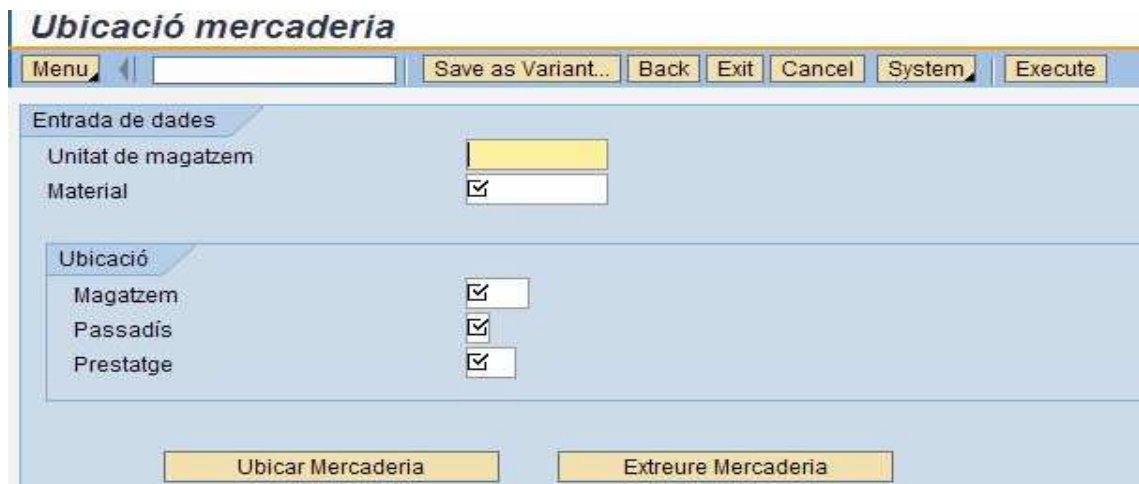 Ubicació mercaderia
Menu Save as Variant... Back Exit Cancel System Execute
Entrada de dades
Unitat de magatzem
Material
Ubicació
Magatzem
Passadís
Prestatge
Ubicar Mercaderia Extreure Mercaderia